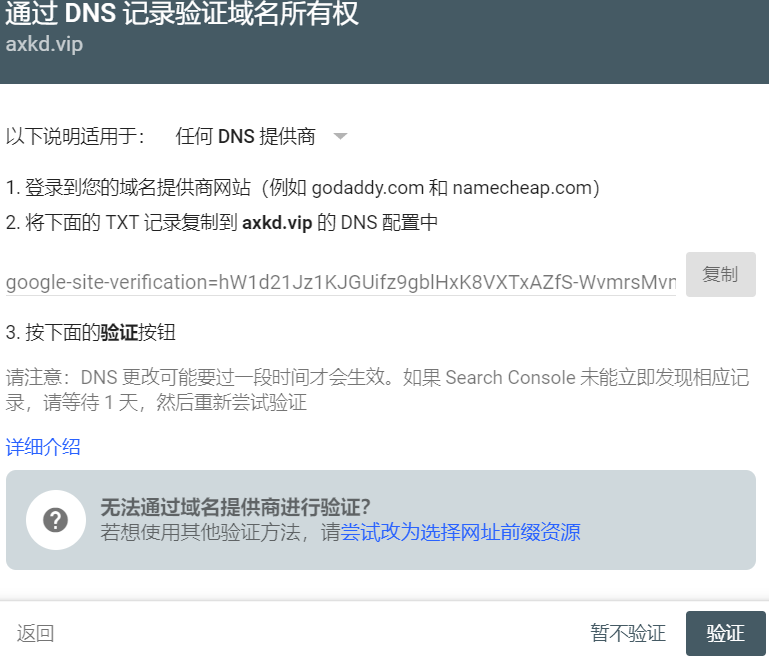 通过 DNS 记录验证域名所有权
axkd.vip
以下说明适用于： 任何 DNS 提供商
1. 登录到您的域名提供商网站（例如 godaddy.com 和 namecheap.com）
2. 将下面的 TXT 记录复制到 axkd.vip 的 DNS 配置中
google-site-verification=hW1d21Jz1KJGUifz9gblHxK8VXTxAZfS-WvmrsMvn
复制
3. 按下面的验证按钮
请注意：DNS 更改可能要过一段时间才会生效。如果 Search Console 未能立即发现相应记
录，请等待 1 天，然后重新尝试验证
详细介绍
无法通过域名提供商进行验证？
若想使用其他验证方法，请尝试改为选择网址前缀资源
返回
暂不验证
验证